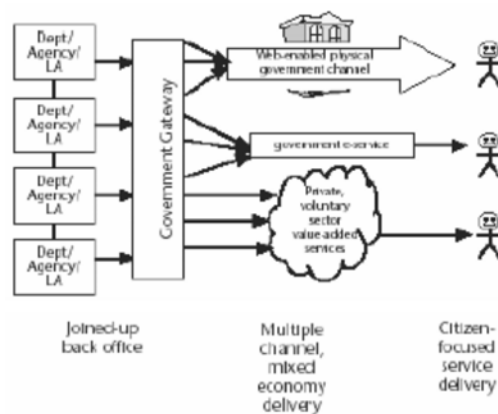 Dept/
Agency/
LA
Dept/
Agency/
LA
Dept/
Agency/
LA
Dept/
Agency/
LA
Government Gateway
Web-enabled physical
government channel
government e-service
Private,
voluntary
sector
value added
services
Joined-up
back office
Multiple
channel,
mixed
economy
delivery
Citizen-
focused
service
delivery